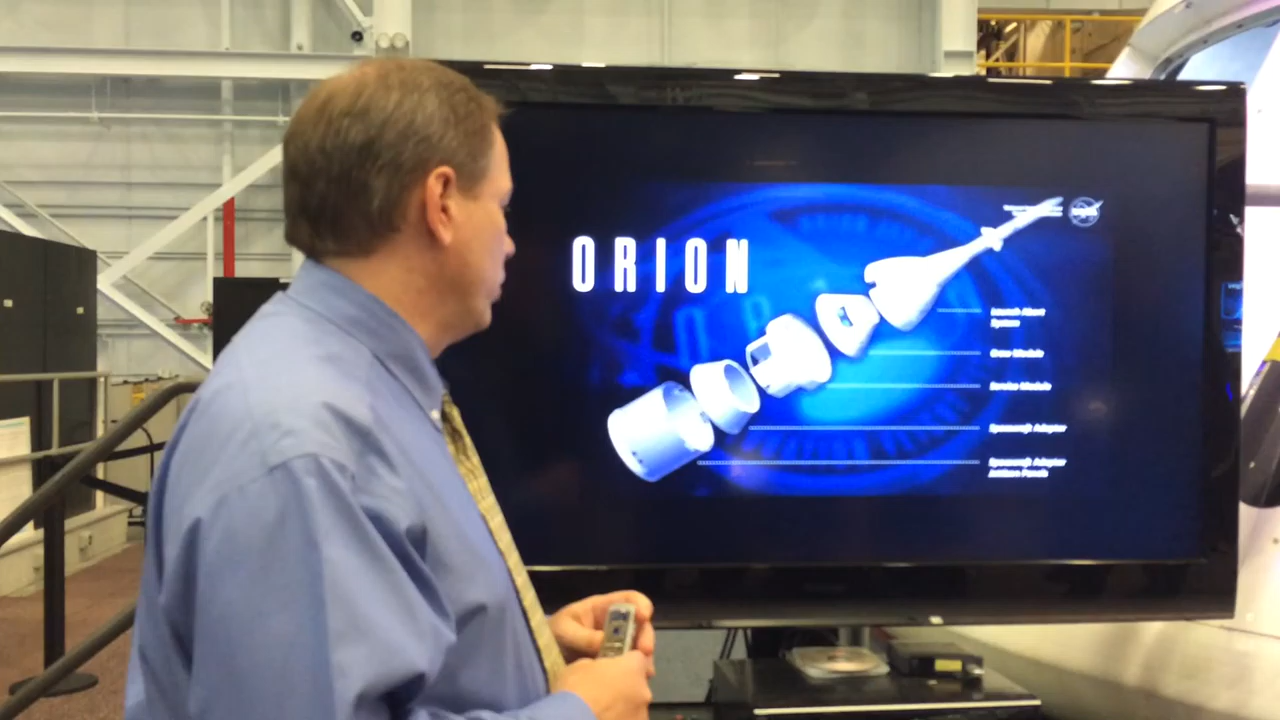 ORION
Launch Abort
System
Crew Module
Service Module
Spacecraft Adapter
Spacecraft Adapter
Jettison Panels